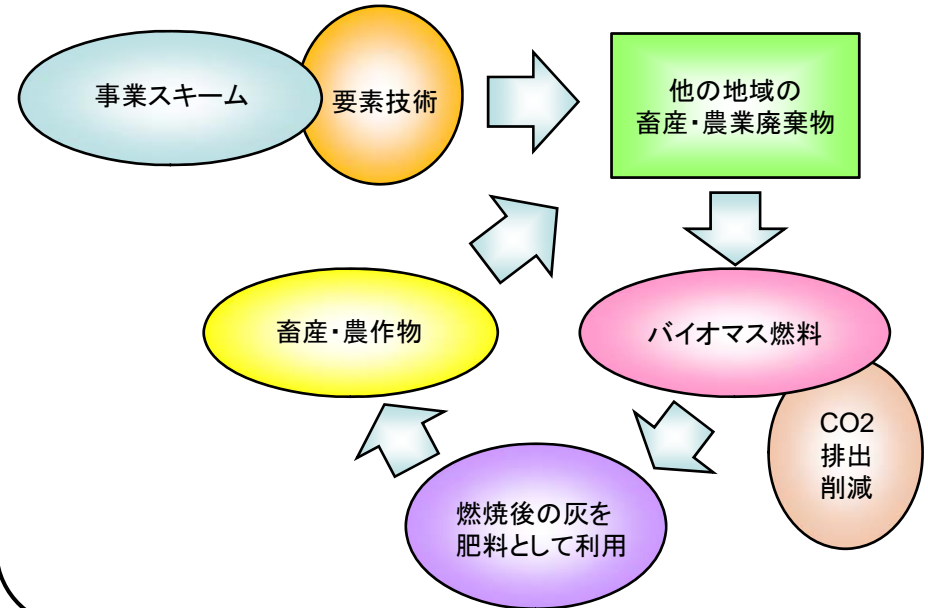 事業スキーム
要素技術
他の地域の
畜産・農業廃棄物
畜産・農作物
バイオマス燃料
CO2
排出
削減
燃焼後の灰を
肥料として利用